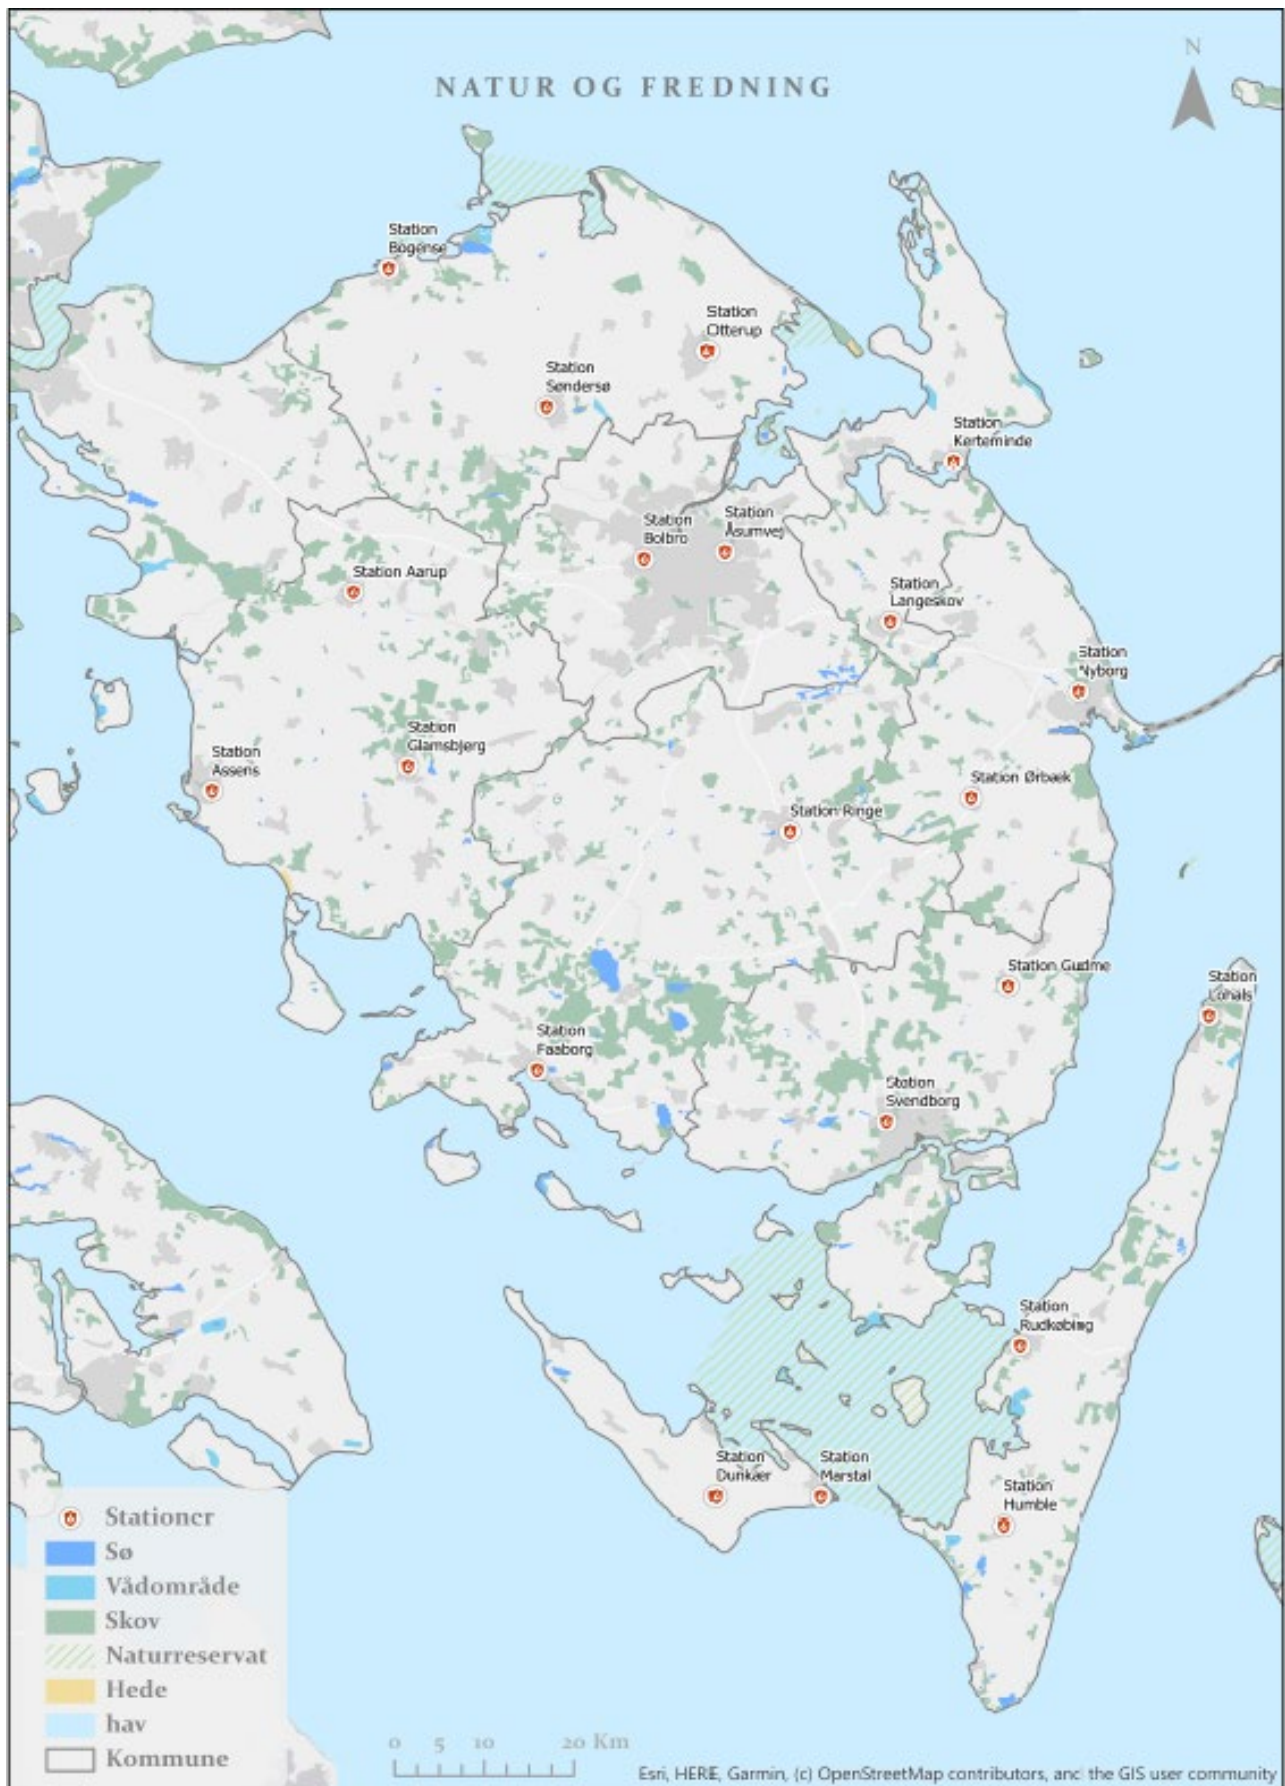 N
NATUR OG FREDNING
Station
Bogense
Station
Otterup
Station
Søndersø
Station
Kerteminde
Station
Bolbro
Station
Åsumvej
Station Aarup
Station
Langeskov
Station
Nyborg
Station
Glamsbjerg
Station
Assens
Station Ørbæk
Station Ringe
Station Gudme
Station
Lohals
Station
Faaborg
Station
Svendborg
Station
Rudkøbing
Station
Dunkær
Station
Marstal
Station
Humble
Stationer
Sø
Vådområde
Skov
Naturreservat
Hede
hav
Kommune
0 5 10 20 Km
Esri, HERE, Garmin, (c) OpenStreetMap contributors, and the GIS user community